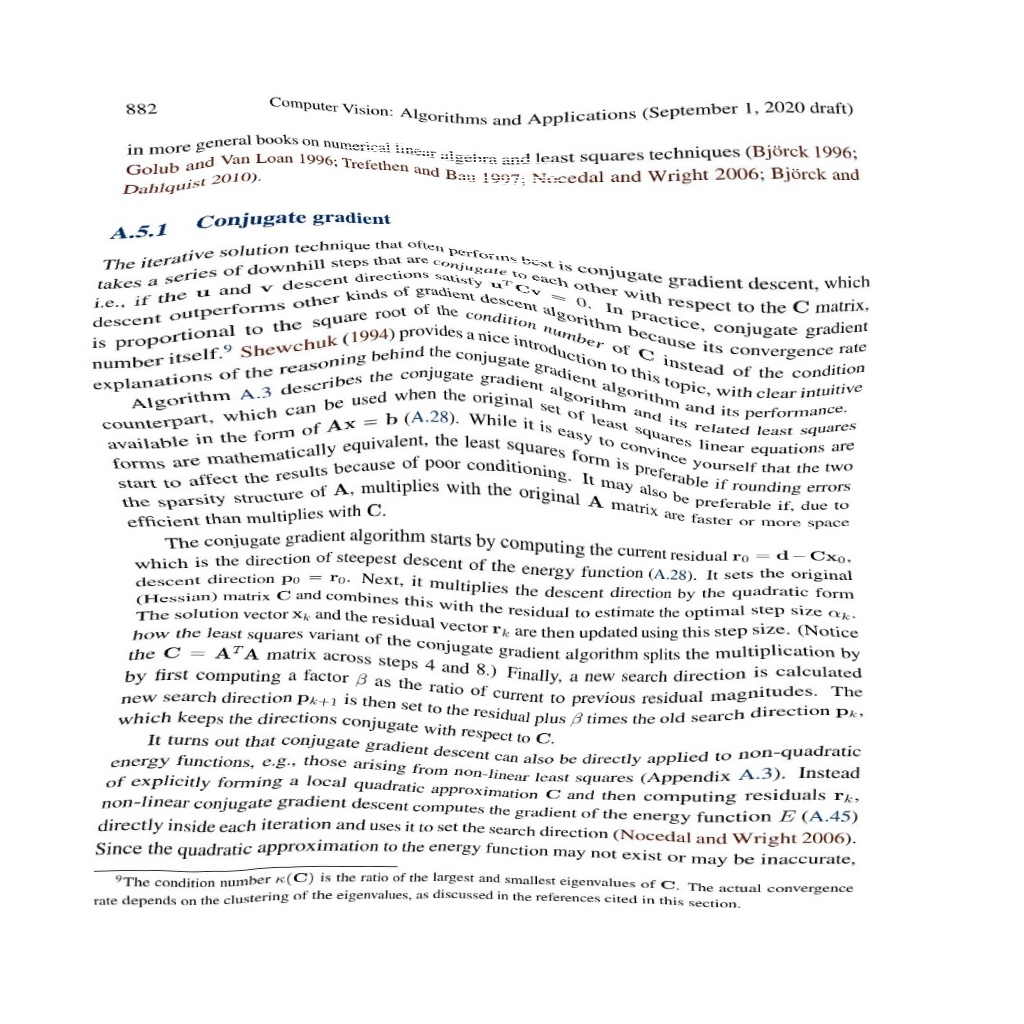 882 Computer Vision: Algorithms and Applications (September 1, 2020 draft)
in more general books on numerical linear algebra and least squares techniques (Björck 1996;
Golub and Van Loan 1996; Trefethen and Bau 1997; Nocedal and Wright 2006; Björck and
Dahlquist 2010).
A.5.1 Conjugate gradient
The iterative solution technique that often performs best is conjugate gradient descent, which
takes a series of downhill steps that are conjugate to each other with respect to the C matrix,
i.e., if the u and v descent directions satisfy uᵀCv = 0. In practice, conjugate gradient
descent outperforms other kinds of gradient descent algorithm because its convergence rate
is proportional to the square root of the condition number of C instead of the condition
number itself.⁹ Shewchuk (1994) provides a nice introduction to this topic, with clear intuitive
explanations of the reasoning behind the conjugate gradient algorithm and its performance.
Algorithm A.3 describes the conjugate gradient algorithm and its related least squares
counterpart, which can be used when the original set of least squares linear equations are
available in the form of Ax = b (A.28). While it is easy to convince yourself that the two
forms are mathematically equivalent, the least squares form is preferable if rounding errors
start to affect the results because of poor conditioning. It may also be preferable if, due to
the sparsity structure of A, multiplies with the original A matrix are faster or more space
efficient than multiplies with C.
The conjugate gradient algorithm starts by computing the current residual r₀ = d − Cx₀,
which is the direction of steepest descent of the energy function (A.28). It sets the original
descent direction p₀ = r₀. Next, it multiplies the descent direction by the quadratic form
(Hessian) matrix C and combines this with the residual to estimate the optimal step size αₖ.
The solution vector xₖ and the residual vector rₖ are then updated using this step size. (Notice
how the least squares variant of the conjugate gradient algorithm splits the multiplication by
the C = AᵀA matrix across steps 4 and 8.) Finally, a new search direction is calculated
by first computing a factor β as the ratio of current to previous residual magnitudes. The
new search direction pₖ₊₁ is then set to the residual plus β times the old search direction pₖ,
which keeps the directions conjugate with respect to C.
It turns out that conjugate gradient descent can also be directly applied to non-quadratic
energy functions, e.g., those arising from non-linear least squares (Appendix A.3). Instead
of explicitly forming a local quadratic approximation C and then computing residuals rₖ,
non-linear conjugate gradient descent computes the gradient of the energy function E (A.45)
directly inside each iteration and uses it to set the search direction (Nocedal and Wright 2006).
Since the quadratic approximation to the energy function may not exist or may be inaccurate,
⁹The condition number κ(C) is the ratio of the largest and smallest eigenvalues of C. The actual convergence
rate depends on the clustering of the eigenvalues, as discussed in the references cited in this section.